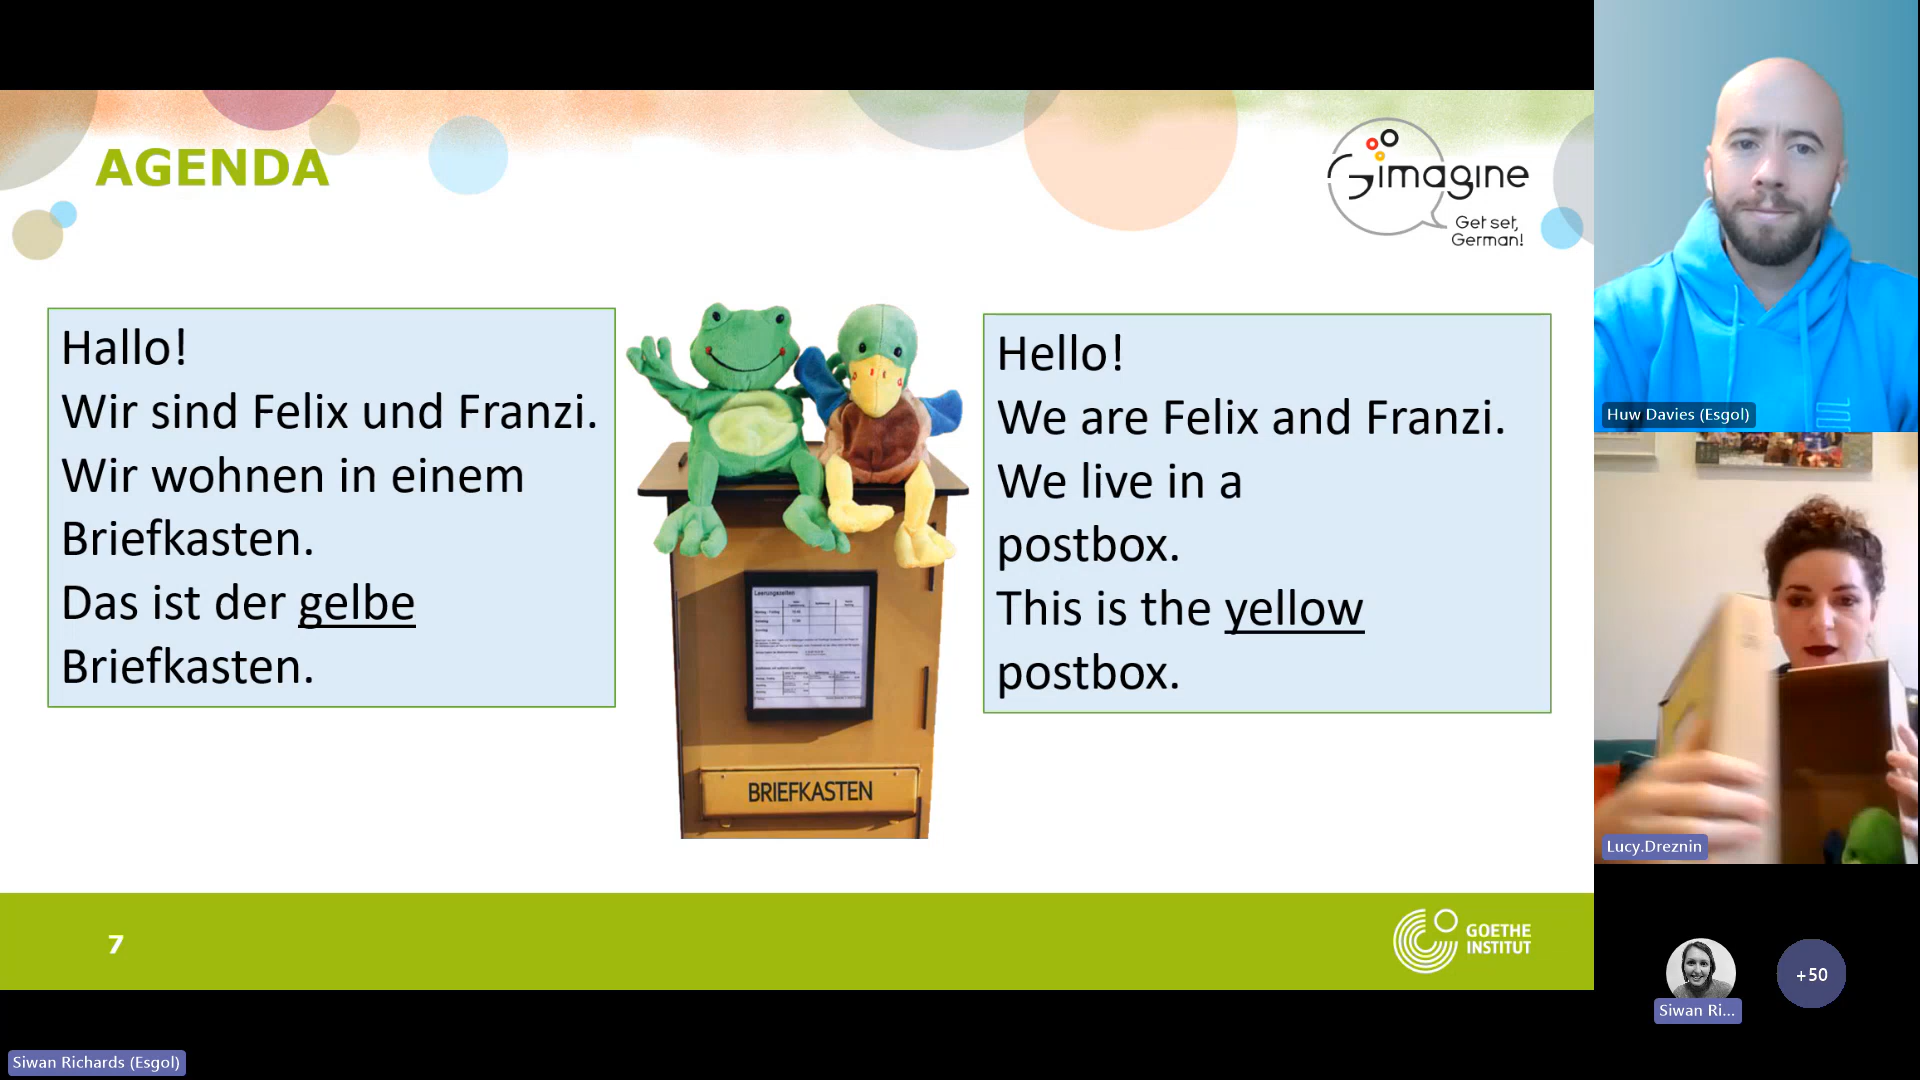 AGENDA
Gimagine
Get set,
German!
Hallo!
Wir sind Felix und Franzi.
Wir wohnen in einem
Briefkasten.
Das ist der gelbe
Briefkasten.
Leerungszeiten
BRIEFKASTEN
Hello!
We are Felix and Franzi.
We live in a
postbox.
This is the yellow
postbox.
7
GOETHE
INSTITUT
Huw Davies (Esgol)
Lucy.Dreznin
Siwan Ri...
+50
Siwan Richards (Esgol)